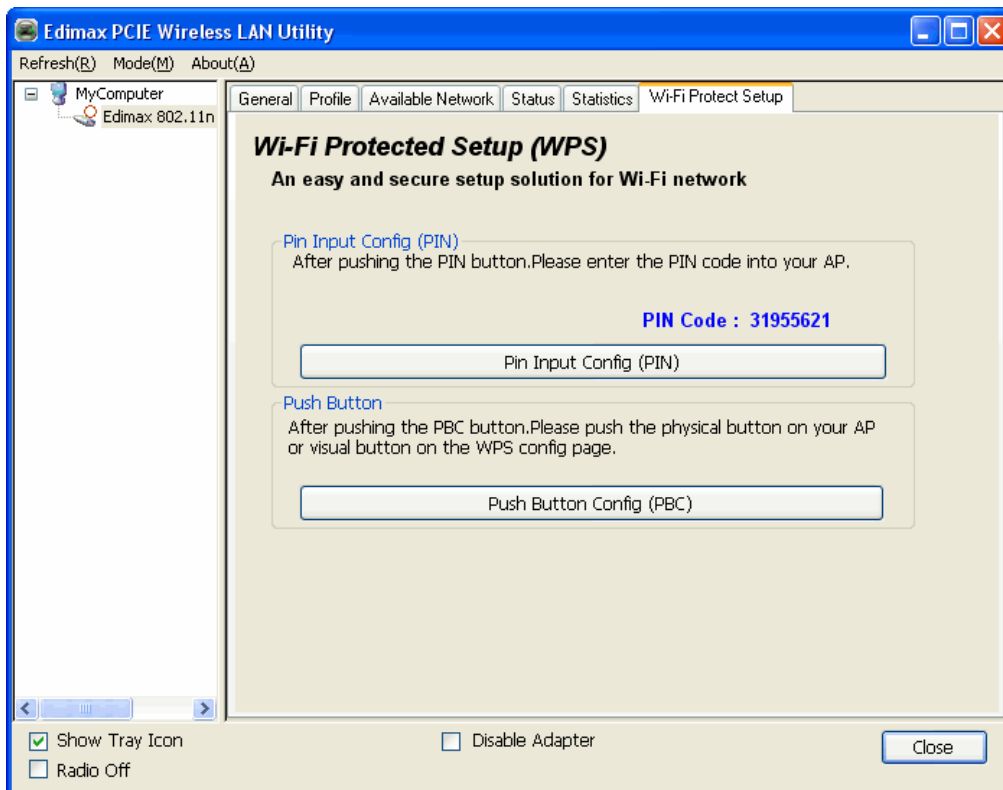 Edimax PCIE Wireless LAN Utility
Refresh(R) Mode(M) About(A)
MyComputer
Edimax 802.11n
General Profile Available Network Status Statistics Wi-Fi Protect Setup
Wi-Fi Protected Setup (WPS)
An easy and secure setup solution for Wi-Fi network
Pin Input Config (PIN)
After pushing the PIN button.Please enter the PIN code into your AP.
PIN Code : 31955621
Pin Input Config (PIN)
Push Button
After pushing the PBC button.Please push the physical button on your AP
or visual button on the WPS config page.
Push Button Config (PBC)
Show Tray Icon
Disable Adapter
Close
Radio Off